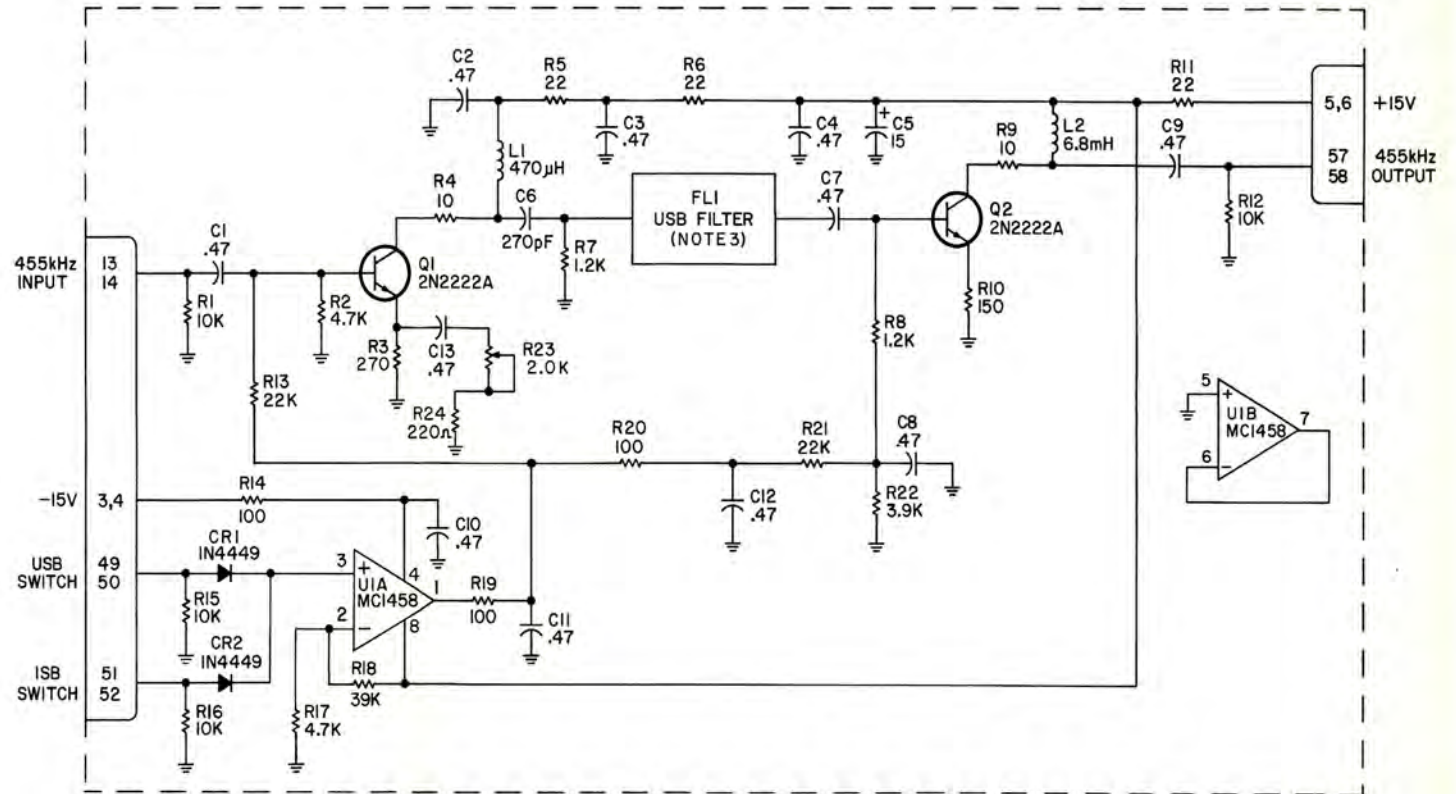 C2
.47
R5
22
R6
22
R11
22
5,6
+15V
C3
.47
C4
.47
+
C5
15
L1
470µH
R9
10
L2
6.8mH
C9
.47
57
58
455kHz
OUTPUT
R4
10
C6
270pF
R7
1.2K
FL1
USB FILTER
(NOTE 3)
C7
.47
Q2
2N2222A
R12
10K
455kHz
INPUT
13
14
C1
.47
R1
10K
R2
4.7K
Q1
2N2222A
R10
150
R3
270
C13
.47
R23
2.0K
R8
1.2K
R13
22K
R24
220Ω
R20
100
R21
22K
C8
.47
5
+
U1B
MC1458
7
6
−
-15V
3,4
R14
100
C10
.47
C12
.47
R22
3.9K
USB
SWITCH
49
50
CR1
1N4449
R15
10K
3
+
4
U1A
MC1458
1
2
−
8
R19
100
C11
.47
ISB
SWITCH
51
52
CR2
1N4449
R16
10K
R17
4.7K
R18
39K